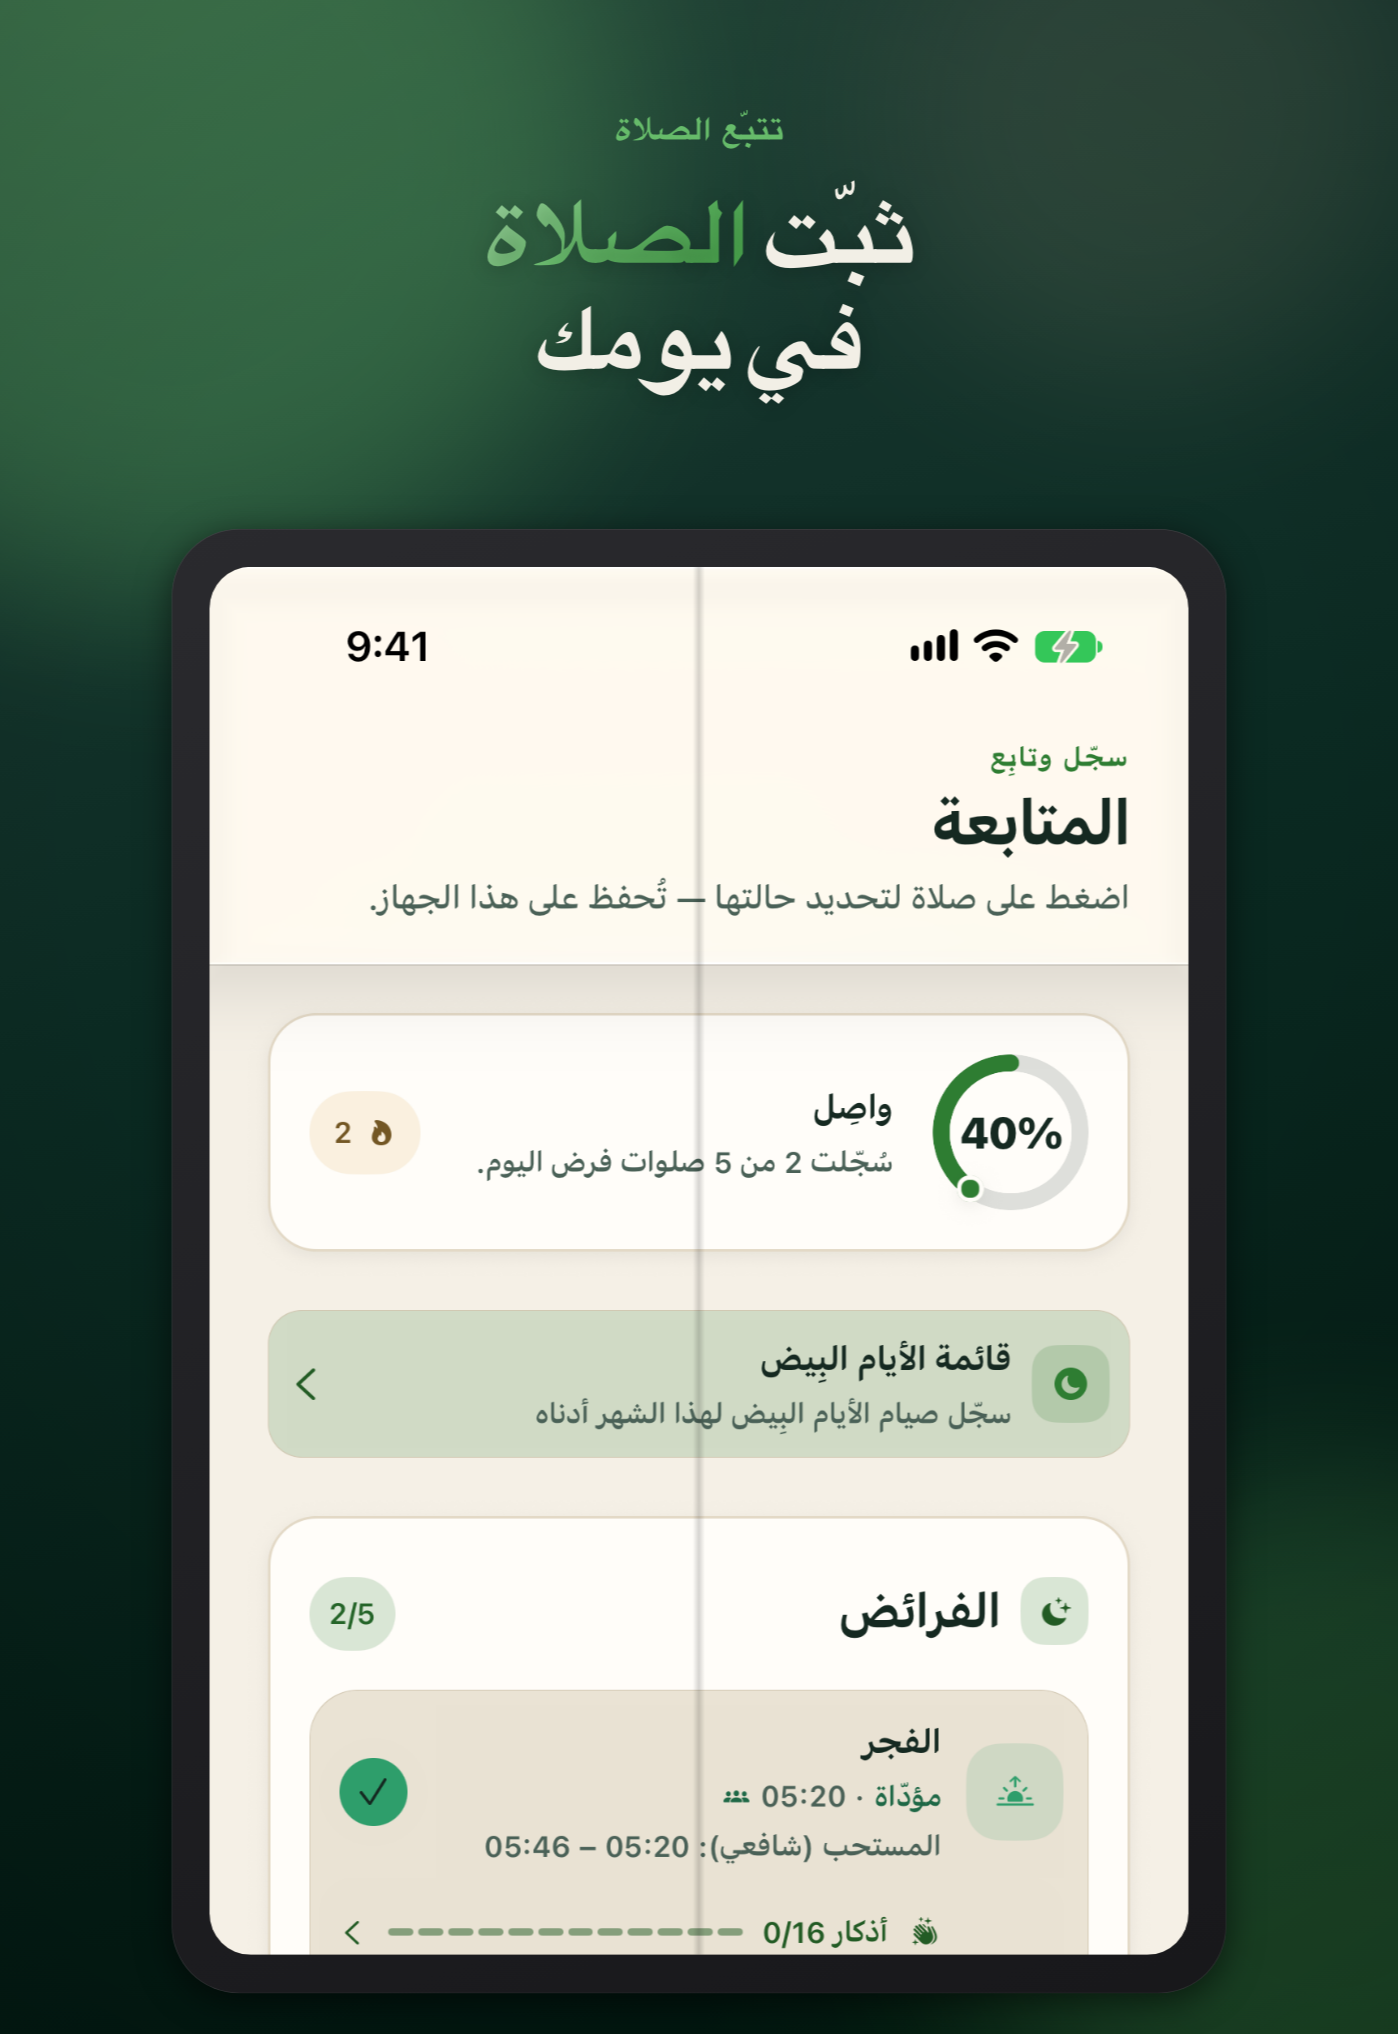 تتبّع الصلاة
ثبّت الصلاة
في يومك
9:41
سجّل وتابِع
المتابعة
اضغط على صلاة لتحديد حالتها — تُحفظ على هذا الجهاز.
40%
واصِل
سُجّلت 2 من 5 صلوات فرض اليوم.
2
قائمة الأيام البِيض
سجّل صيام الأيام البِيض لهذا الشهر أدناه
الفرائض
2/5
الفجر
مؤدّاة · 05:20
المستحب (شافعي): 05:20 – 05:46
أذكار 0/16